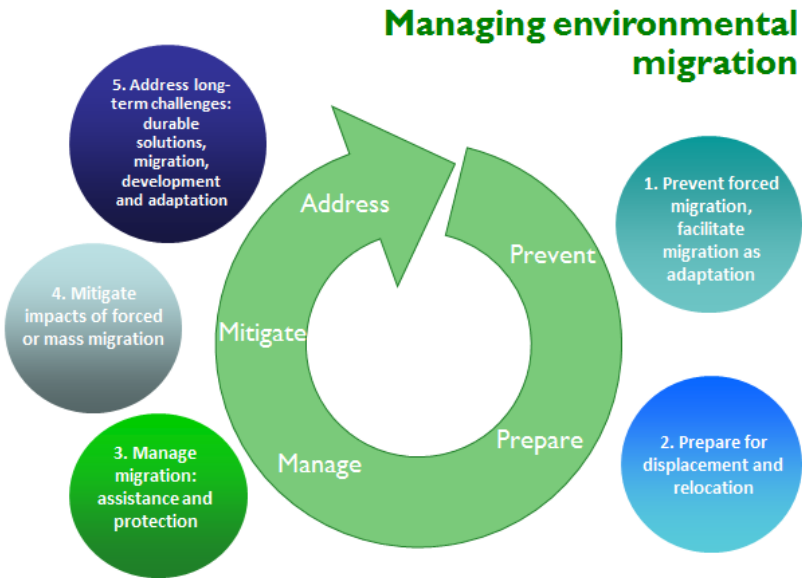 Managing environmental
migration
5. Address long-
term challenges:
durable
solutions,
migration,
development
and adaptation
Address
1. Prevent forced
migration,
facilitate
migration as
adaptation
Prevent
4. Mitigate
impacts of forced
or mass migration
Mitigate
Prepare
2. Prepare for
displacement and
relocation
3. Manage
migration:
assistance and
protection
Manage